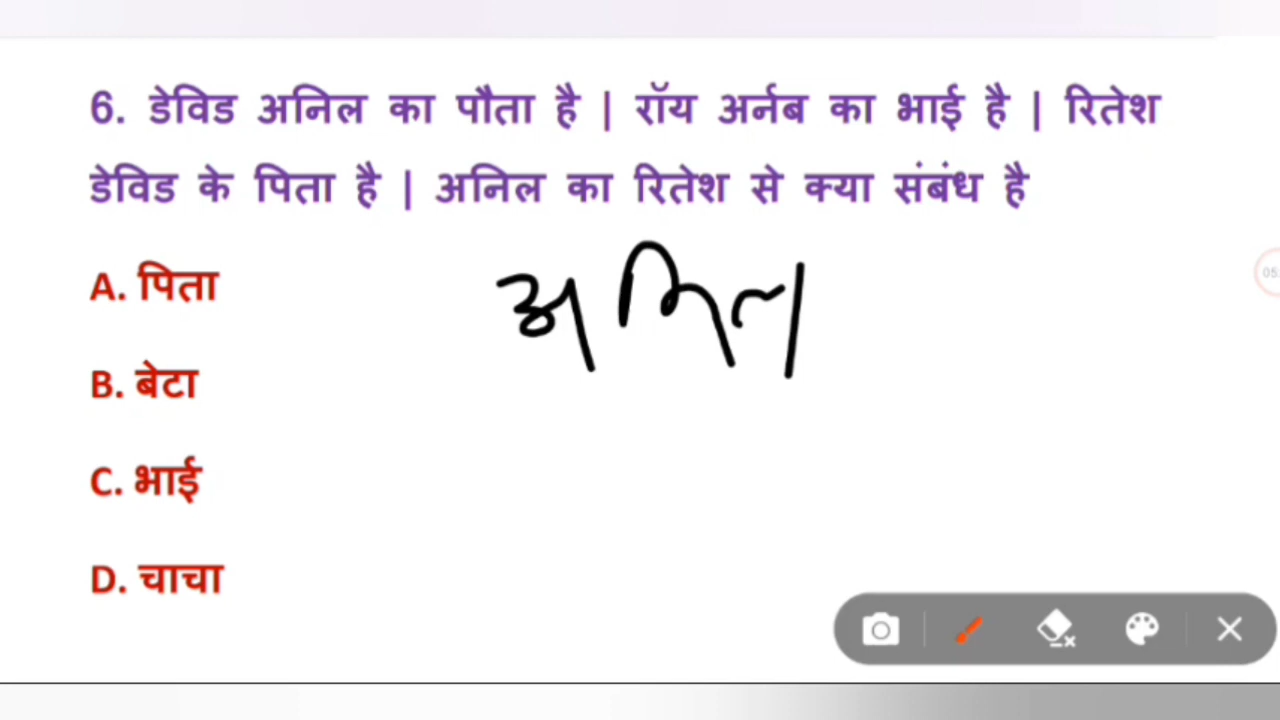 6. डेविड अनिल का पौता है | रॉय अर्नब का भाई है | रितेश
डेविड के पिता है | अनिल का रितेश से क्या संबंध है
A. पिता
अनिल
B. बेटा
C. भाई
D. चाचा